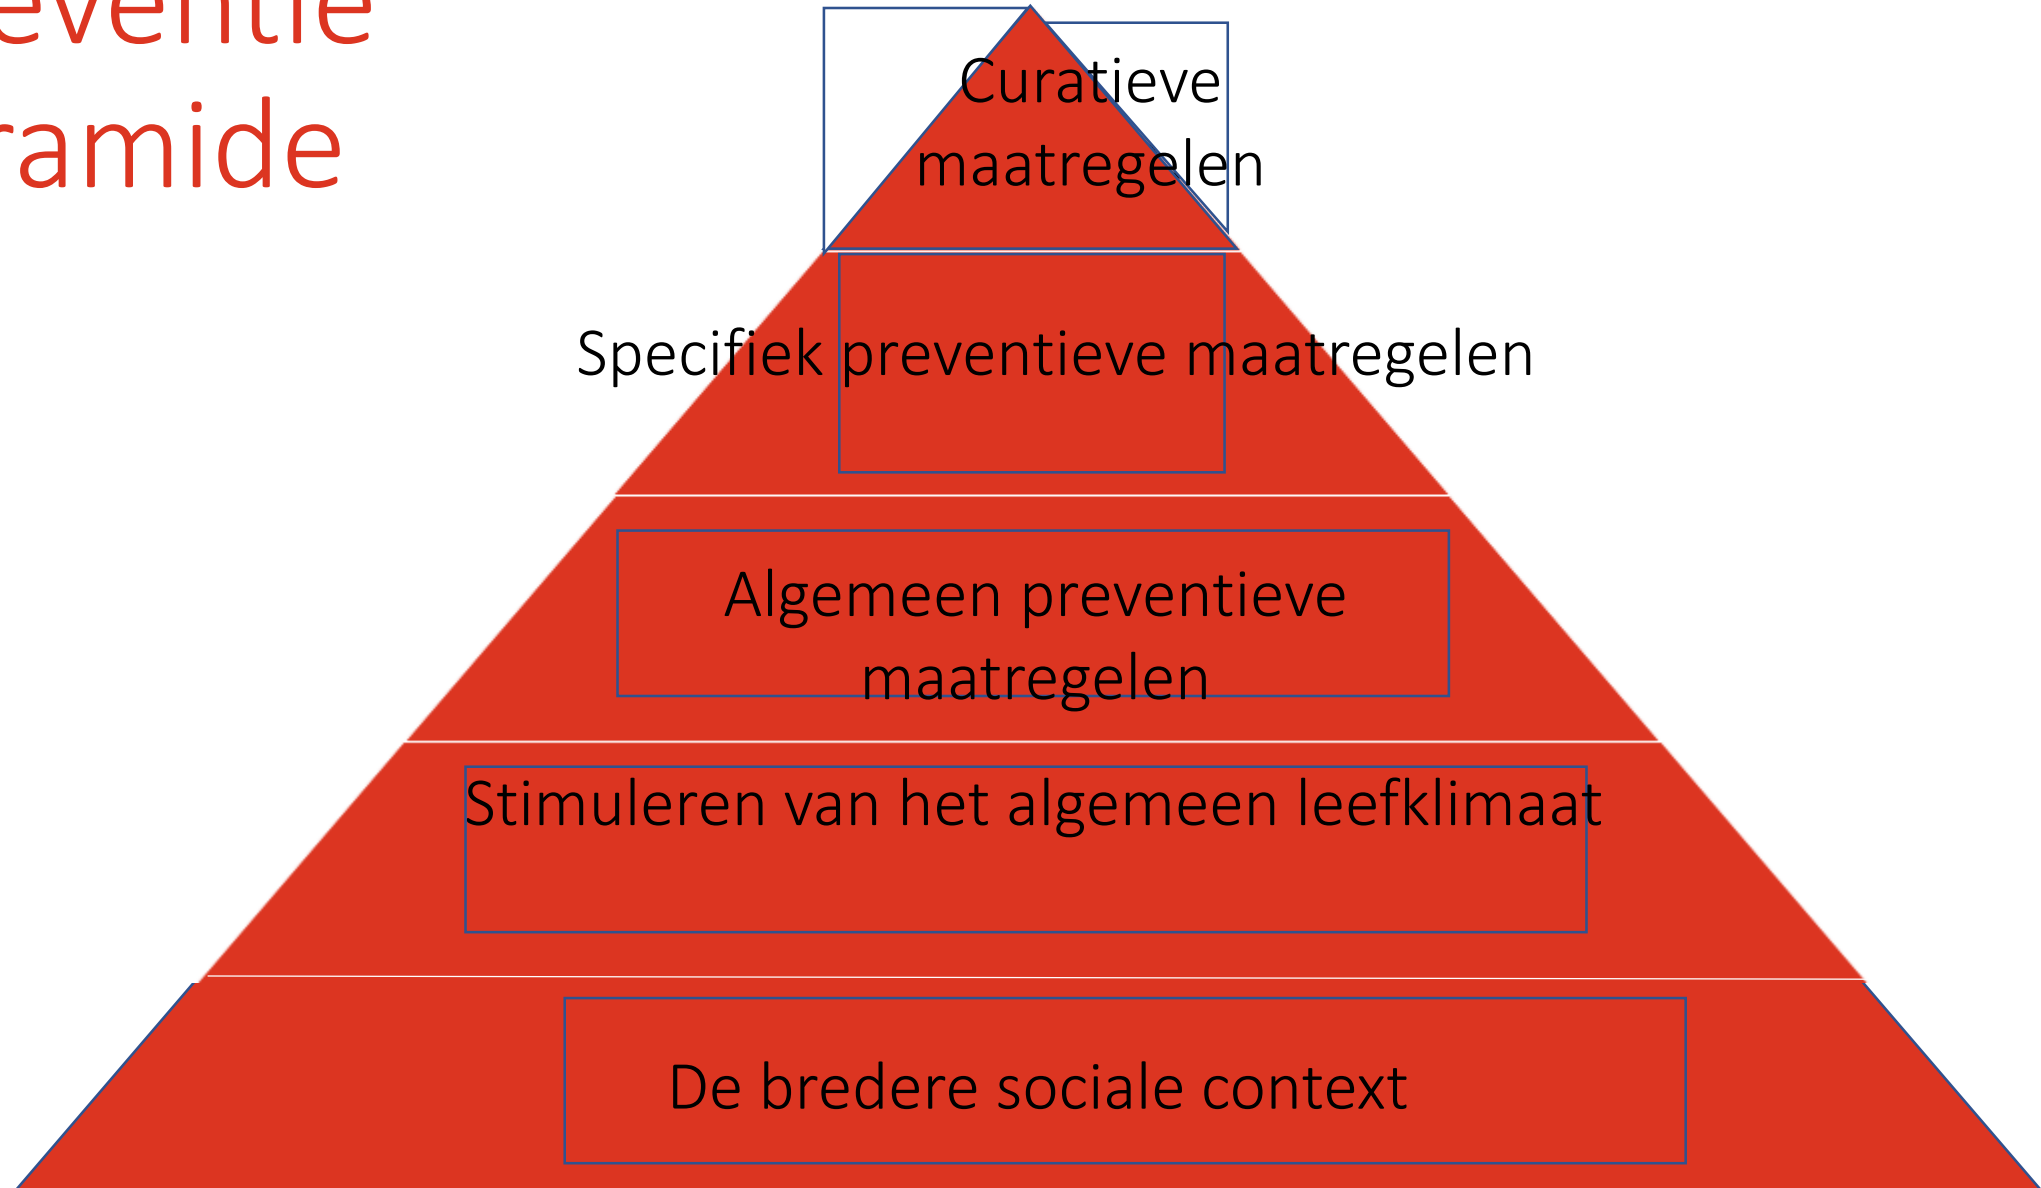 eventie
ramide
Curatieve
maatregelen
Specifiek preventieve maatregelen
Algemeen preventieve
maatregelen
Stimuleren van het algemeen leefklimaat
De bredere sociale context